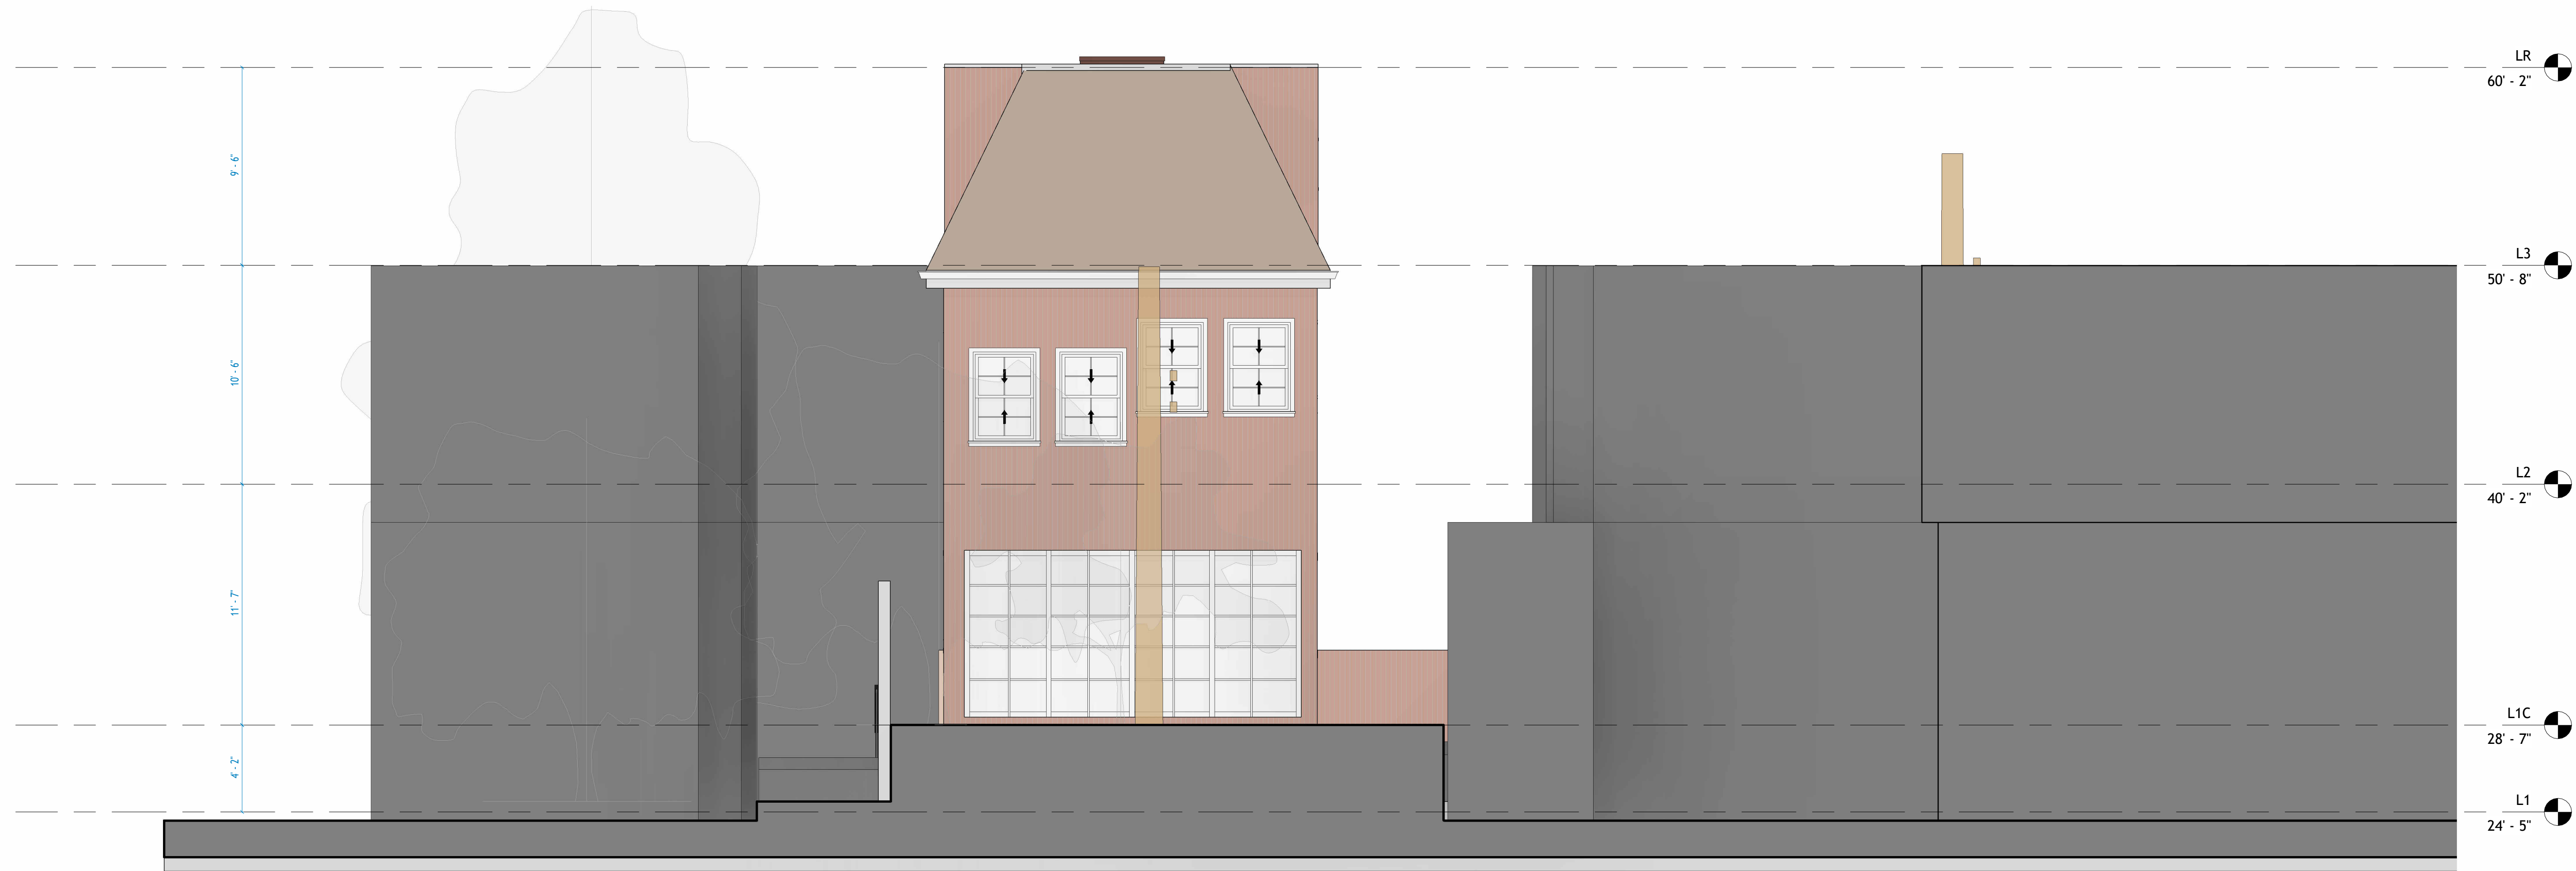 LR
60' - 2"
9' - 6"
L3
50' - 8"
10' - 6"
L2
40' - 2"
11' - 7"
L1C
28' - 7"
4' - 2"
L1
24' - 5"